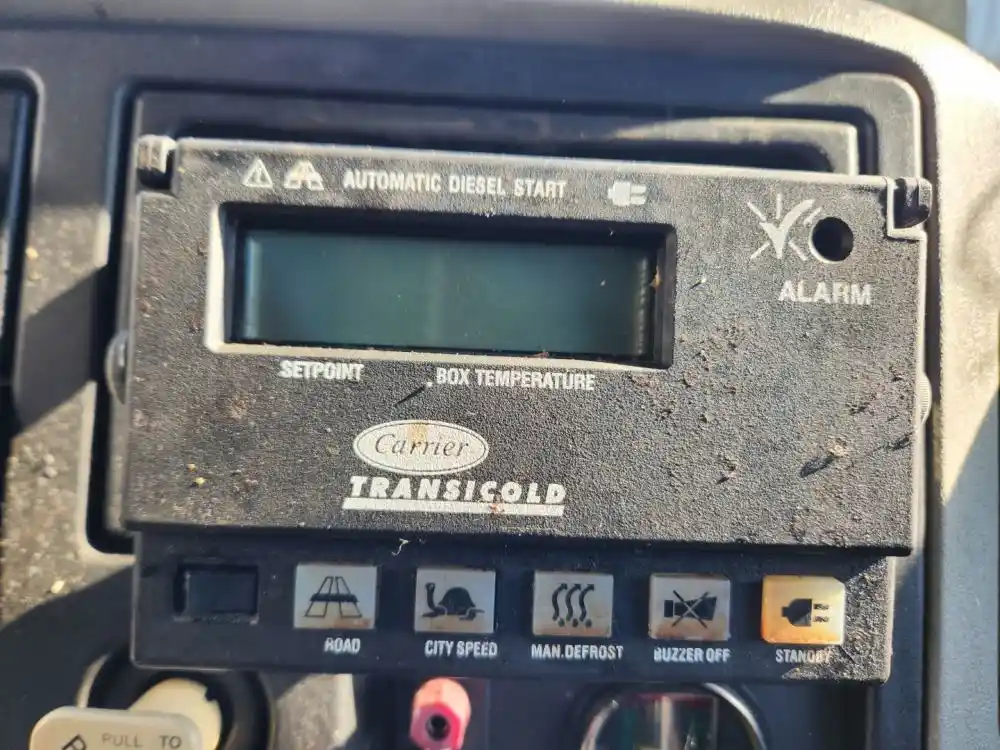 AUTOMATIC DIESEL START
ALARM
SETPOINT
BOX TEMPERATURE
Carrier
TRANSICOLD
ROAD
CITY SPEED
MAN.DEFROST
BUZZER OFF
STANDBY
PULL TO